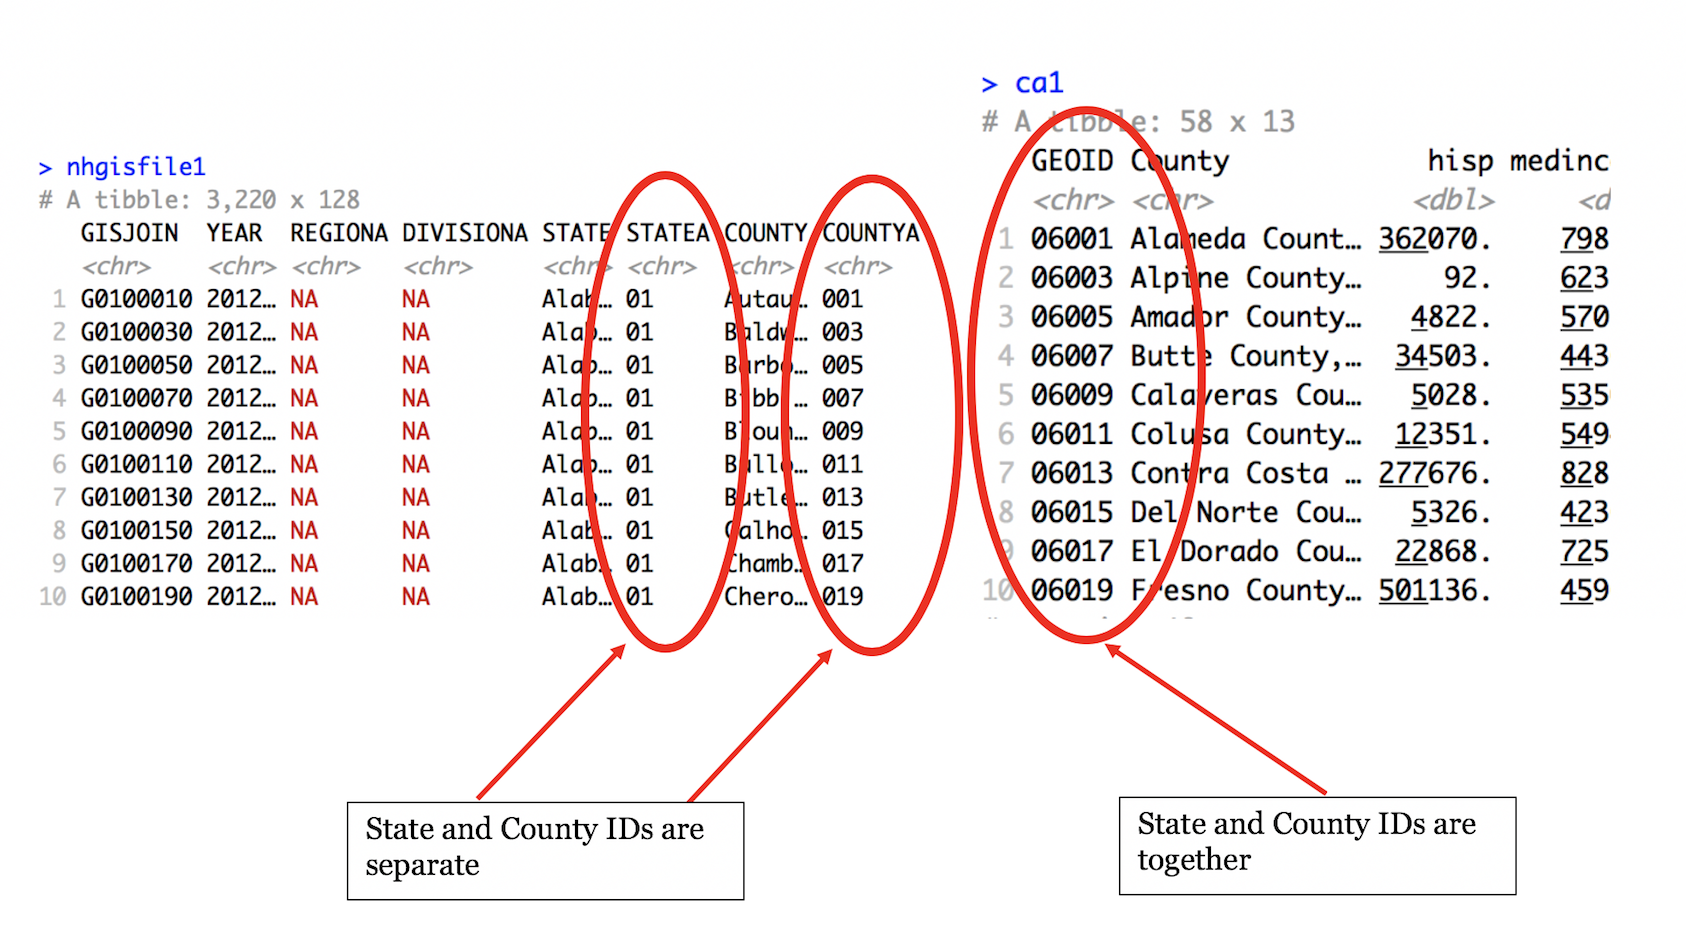 > nhgisfile1
# A tibble: 3,220 x 128
GISJOIN YEAR REGIONA DIVISIONA STATE STATEA COUNTY COUNTYA
<chr> <chr> <chr> <chr> <chr> <chr> <chr> <chr>
1 G0100010 2012… NA NA Alab… 01 Autau… 001
2 G0100030 2012… NA NA Alab… 01 Baldw… 003
3 G0100050 2012… NA NA Alab… 01 Barbo… 005
4 G0100070 2012… NA NA Alab… 01 Bibb … 007
5 G0100090 2012… NA NA Alab… 01 Bloun… 009
6 G0100110 2012… NA NA Alab… 01 Bullo… 011
7 G0100130 2012… NA NA Alab… 01 Butle… 013
8 G0100150 2012… NA NA Alab… 01 Calho… 015
9 G0100170 2012… NA NA Alab… 01 Chamb… 017
10 G0100190 2012… NA NA Alab… 01 Chero… 019
> ca1
# A tibble: 58 x 13
GEOID County hisp medinc
<chr> <chr> <dbl> <d
1 06001 Alameda Count… 362070. 798
2 06003 Alpine County… 92. 623
3 06005 Amador County… 4822. 570
4 06007 Butte County,… 34503. 443
5 06009 Calaveras Cou… 5028. 535
6 06011 Colusa County… 12351. 549
7 06013 Contra Costa … 277676. 828
8 06015 Del Norte Cou… 5326. 423
9 06017 El Dorado Cou… 22868. 725
10 06019 Fresno County… 501136. 459
State and County IDs are
separate
State and County IDs are
together